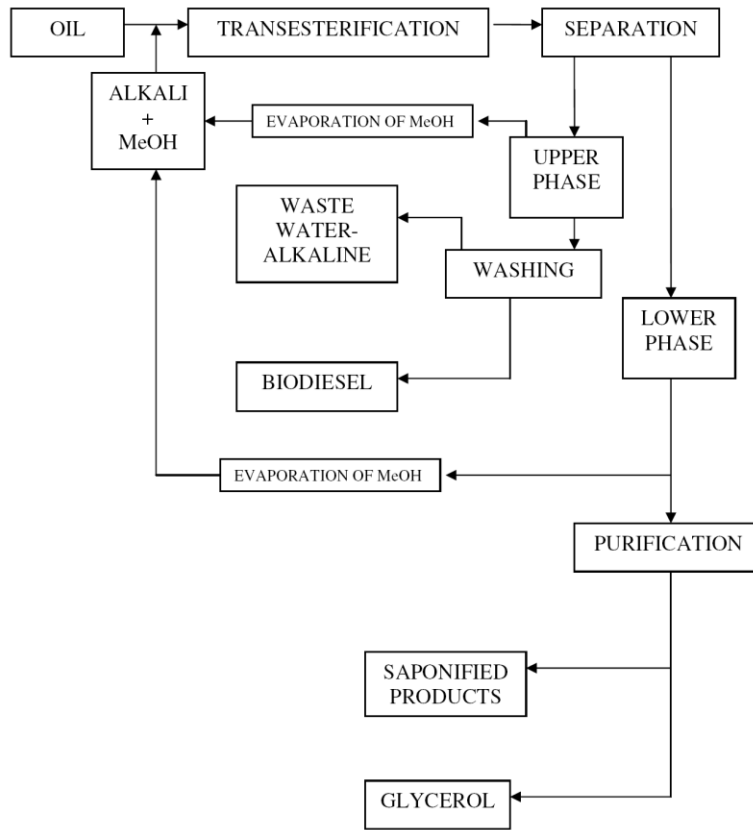 OIL
TRANSESTERIFICATION
SEPARATION
ALKALI
+
MeOH
EVAPORATION OF MeOH
UPPER
PHASE
WASTE
WATER-
ALKALINE
WASHING
LOWER
PHASE
BIODIESEL
EVAPORATION OF MeOH
PURIFICATION
SAPONIFIED
PRODUCTS
GLYCEROL